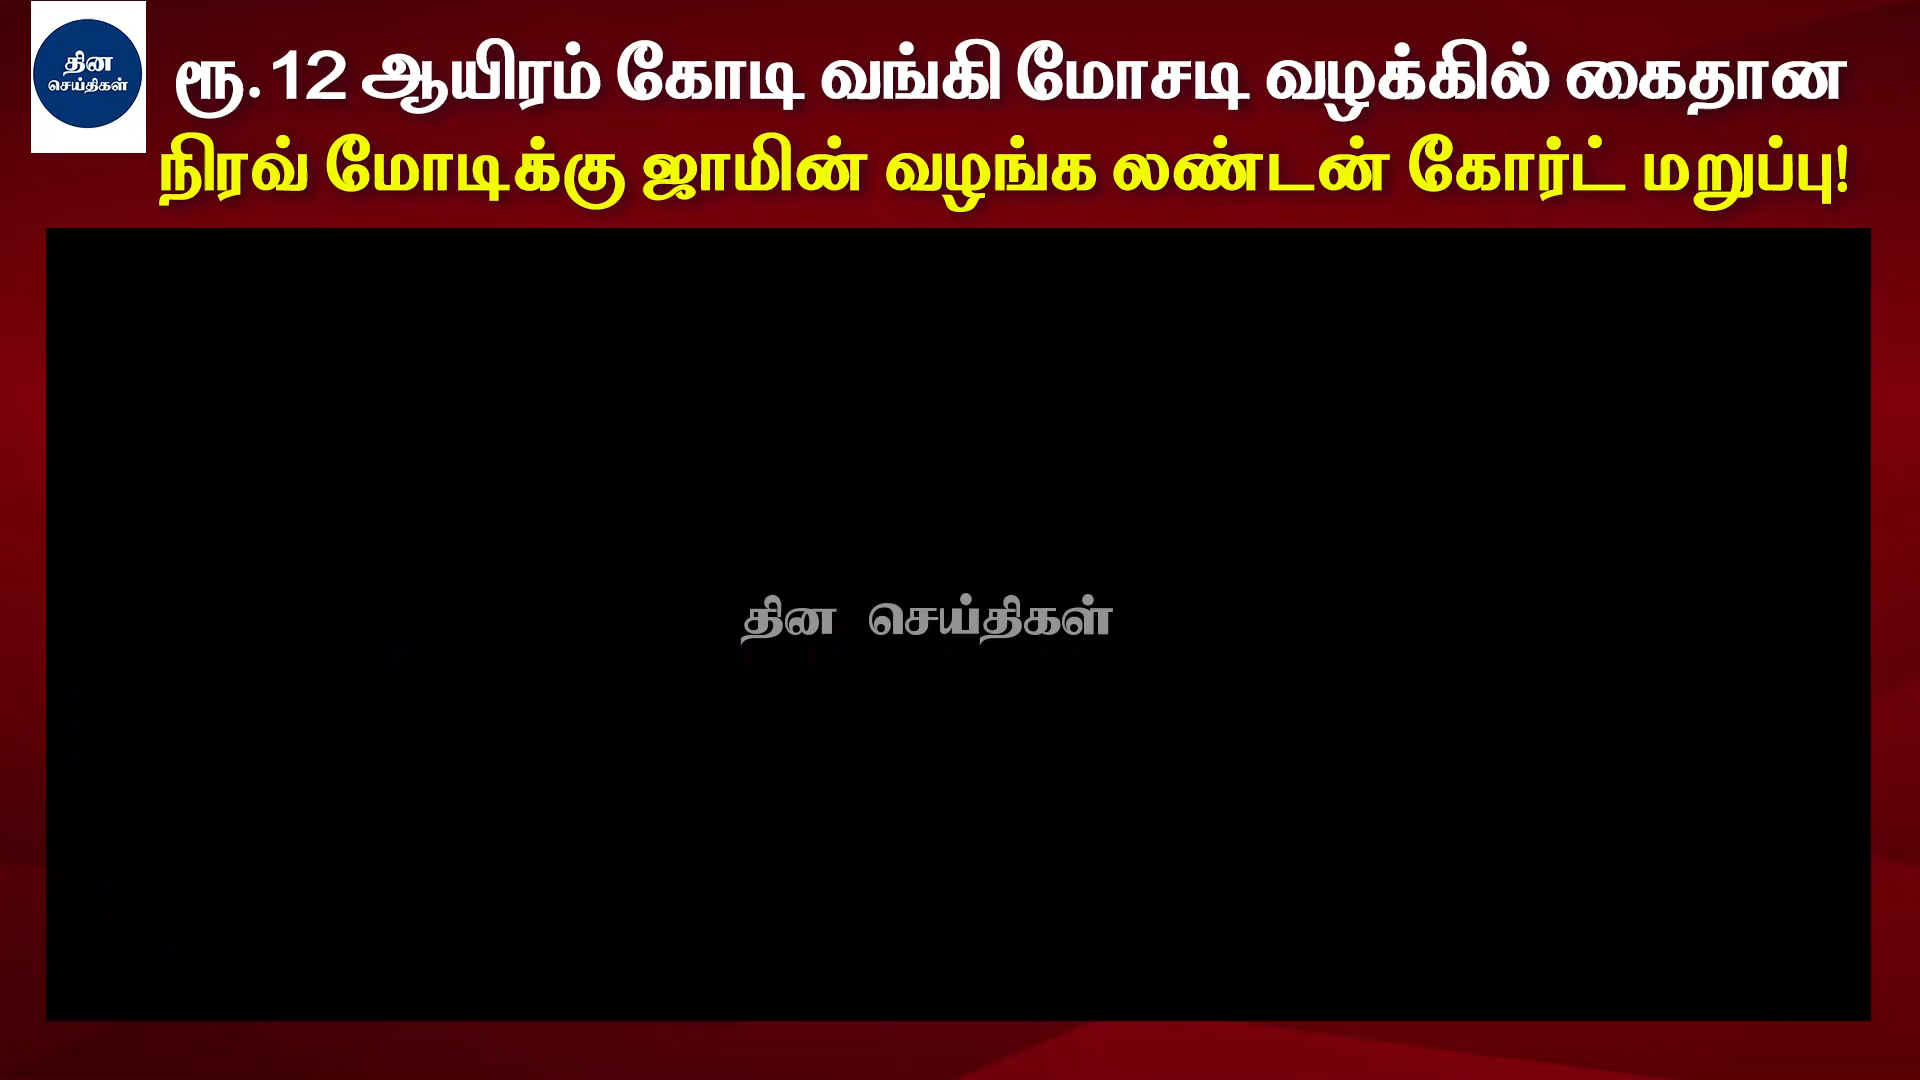 தின
செய்திகள்
ரூ.12 ஆயிரம் கோடி வங்கி மோசடி வழக்கில் கைதான
நிரவ் மோடிக்கு ஜாமின் வழங்க லண்டன் கோர்ட் மறுப்பு!
தின செய்திகள்